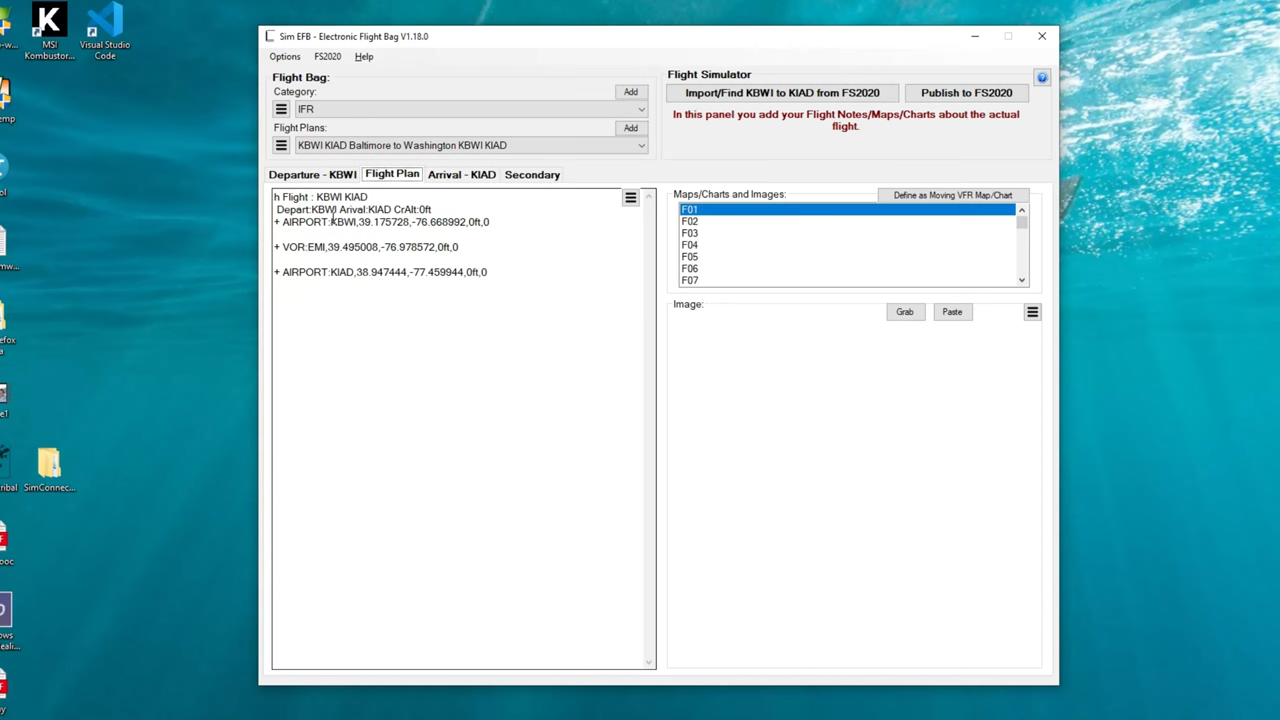 MSI
Kombustor...
Visual Studio
Code
SimConnec...
Sim EFB - Electronic Flight Bag V1.18.0
Options FS2020 Help
Flight Bag:
Category:
Add
IFR
Flight Plans:
Add
KBWI KIAD Baltimore to Washington KBWI KIAD
Flight Simulator
Import/Find KBWI to KIAD from FS2020
Publish to FS2020
In this panel you add your Flight Notes/Maps/Charts about the actual
flight.
Departure - KBWI Flight Plan Arrival - KIAD Secondary
h Flight : KBWI KIAD
Depart:KBWI Arival:KIAD CrAlt:0ft
+ AIRPORT:KBWI,39.175728,-76.668992,0ft,0
+ VOR:EMI,39.495008,-76.978572,0ft,0
+ AIRPORT:KIAD,38.947444,-77.459944,0ft,0
Maps/Charts and Images:
Define as Moving VFR Map/Chart
F01
F02
F03
F04
F05
F06
F07
Image:
Grab
Paste